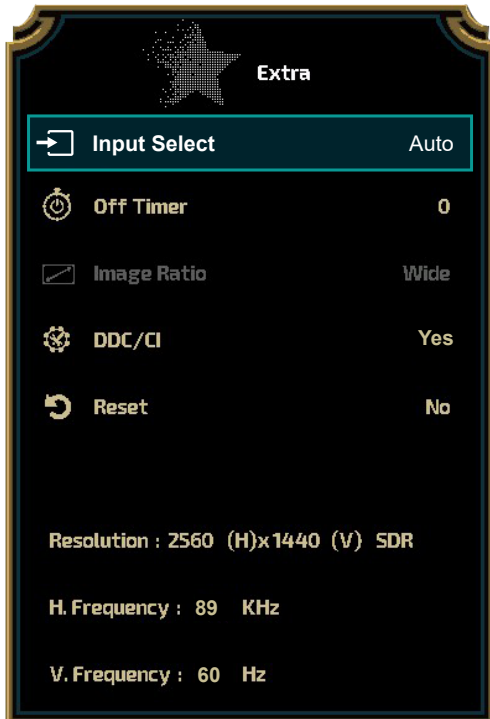 Extra
Input Select Auto
Off Timer 0
Image Ratio Wide
DDC/CI Yes
Reset No
Resolution : 2560 (H)x1440 (V) SDR
H. Frequency : 89 KHz
V. Frequency : 60 Hz